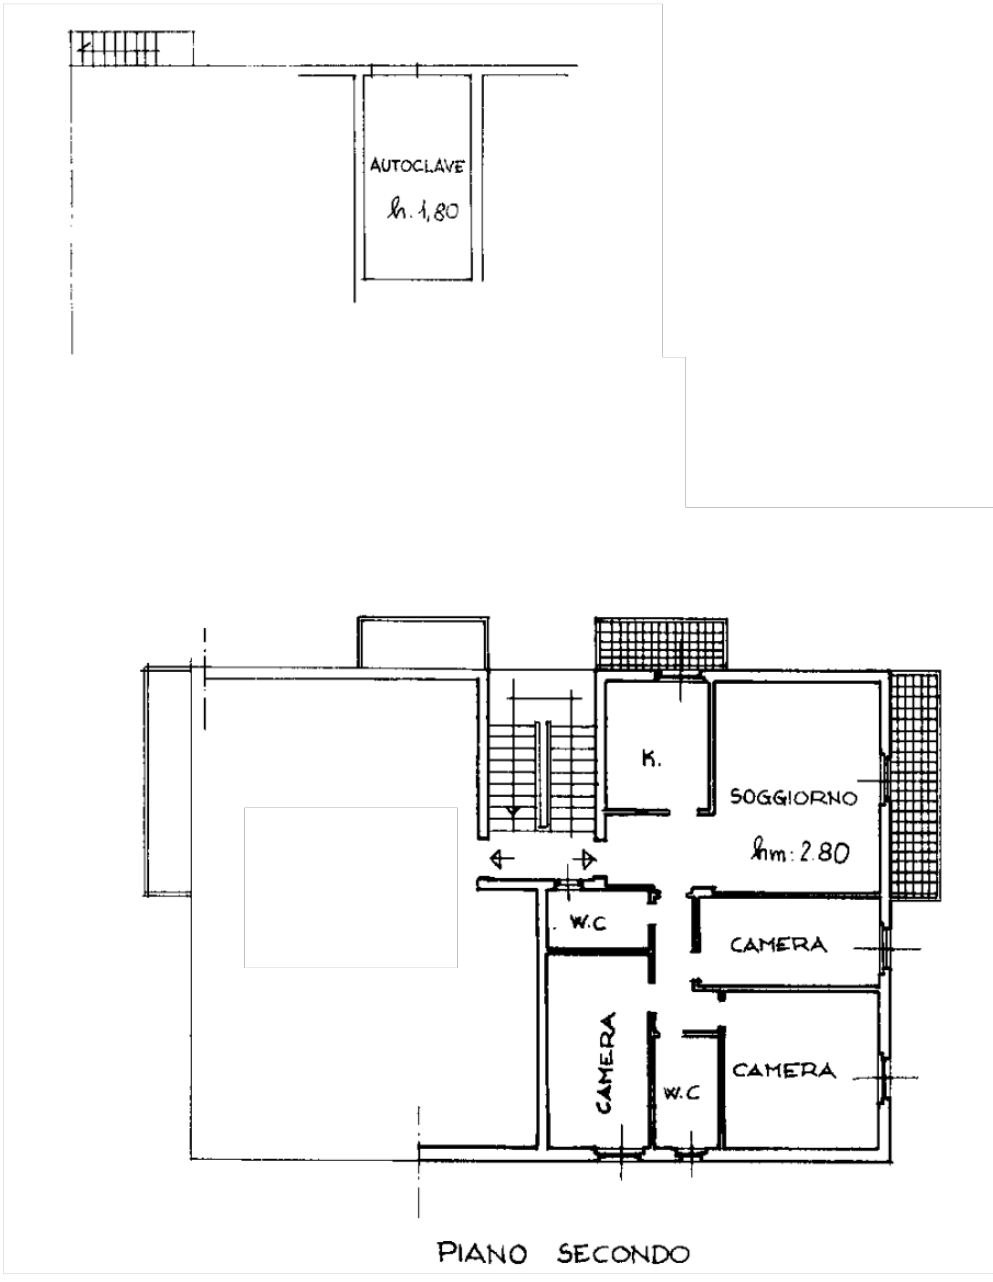 AUTOCLAVE
h. 1,80
K.
SOGGIORNO
hm: 2.80
W.C
CAMERA
CAMERA
CAMERA
W.C
PIANO SECONDO